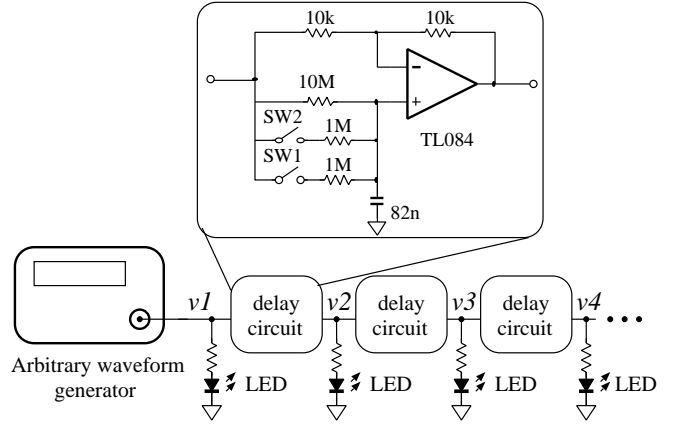 10k 10k
−
10M
+
SW2
1M
TL084
SW1
1M
82n
v1 delay circuit v2 delay circuit v3 delay circuit v4
Arbitrary waveform
generator
LED LED LED LED